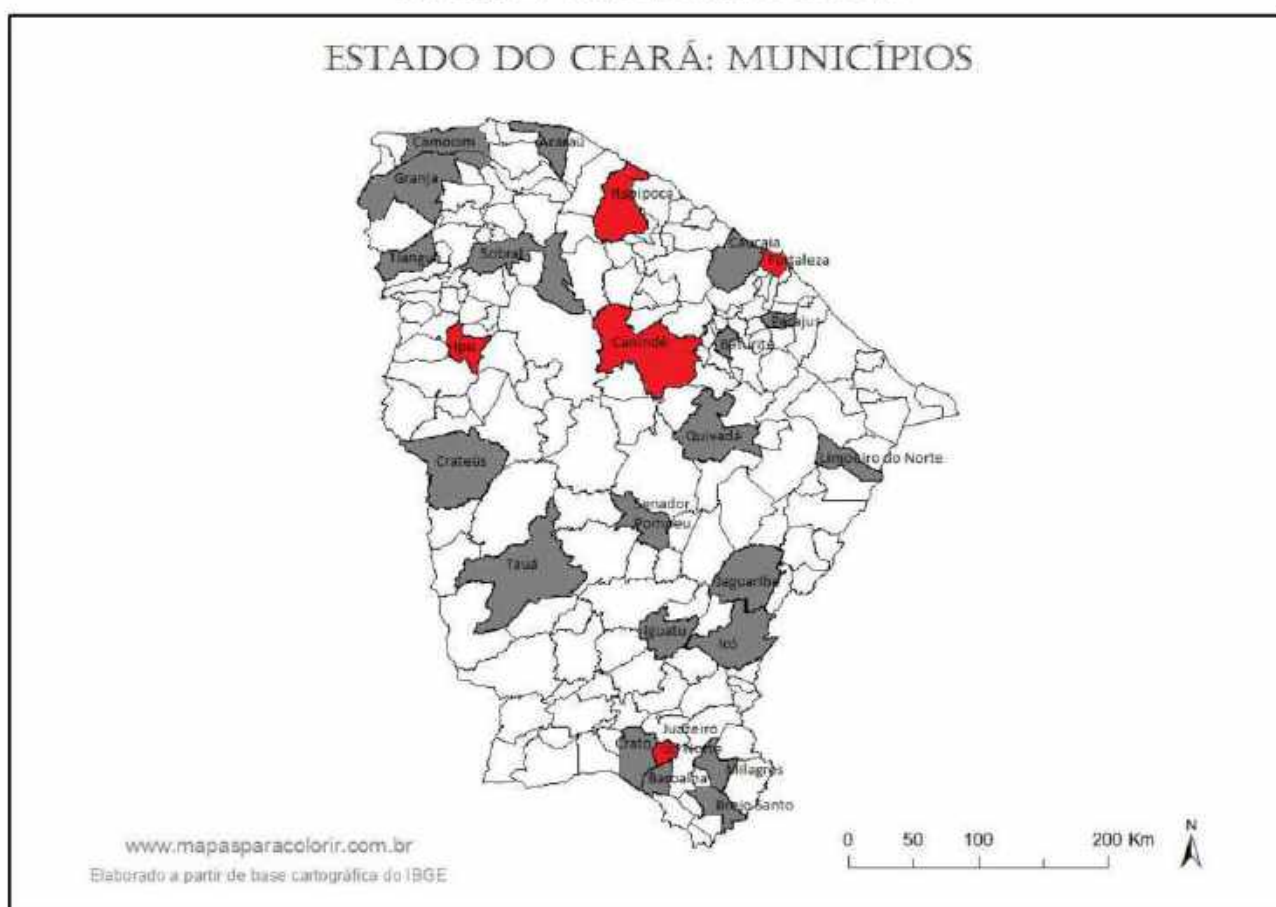 ESTADO DO CEARÁ: MUNICÍPIOS
Camocim
Acaraú
Granja
Itapipoca
Caucaia
Fortaleza
Tianguá
Sobral
Pacajus
Ipu
Canindé
Baturité
Quixadá
Crateús
Limoeiro do Norte
Senador
Pompeu
Tauá
Jaguaribe
Iguatu
Icó
Juazeiro
Crato
Norte
Milagres
Barbalha
Brejo Santo
www.mapasparacolorir.com.br
Elaborado a partir de base cartográfica do IBGE
0 50 100 200 Km
N